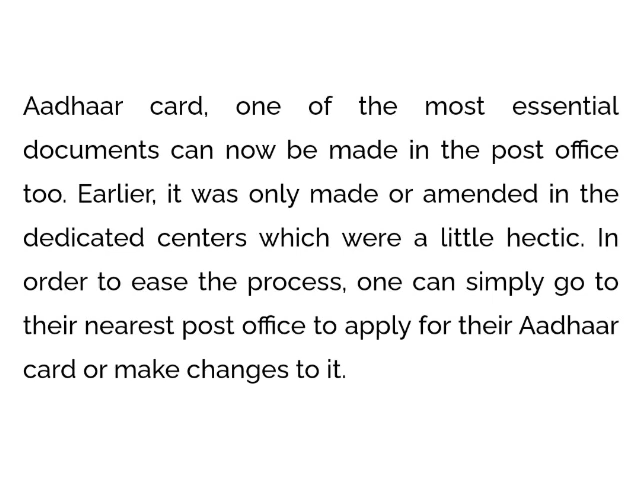 Aadhaar card, one of the most essential
documents can now be made in the post office
too. Earlier, it was only made or amended in the
dedicated centers which were a little hectic. In
order to ease the process, one can simply go to
their nearest post office to apply for their Aadhaar
card or make changes to it.